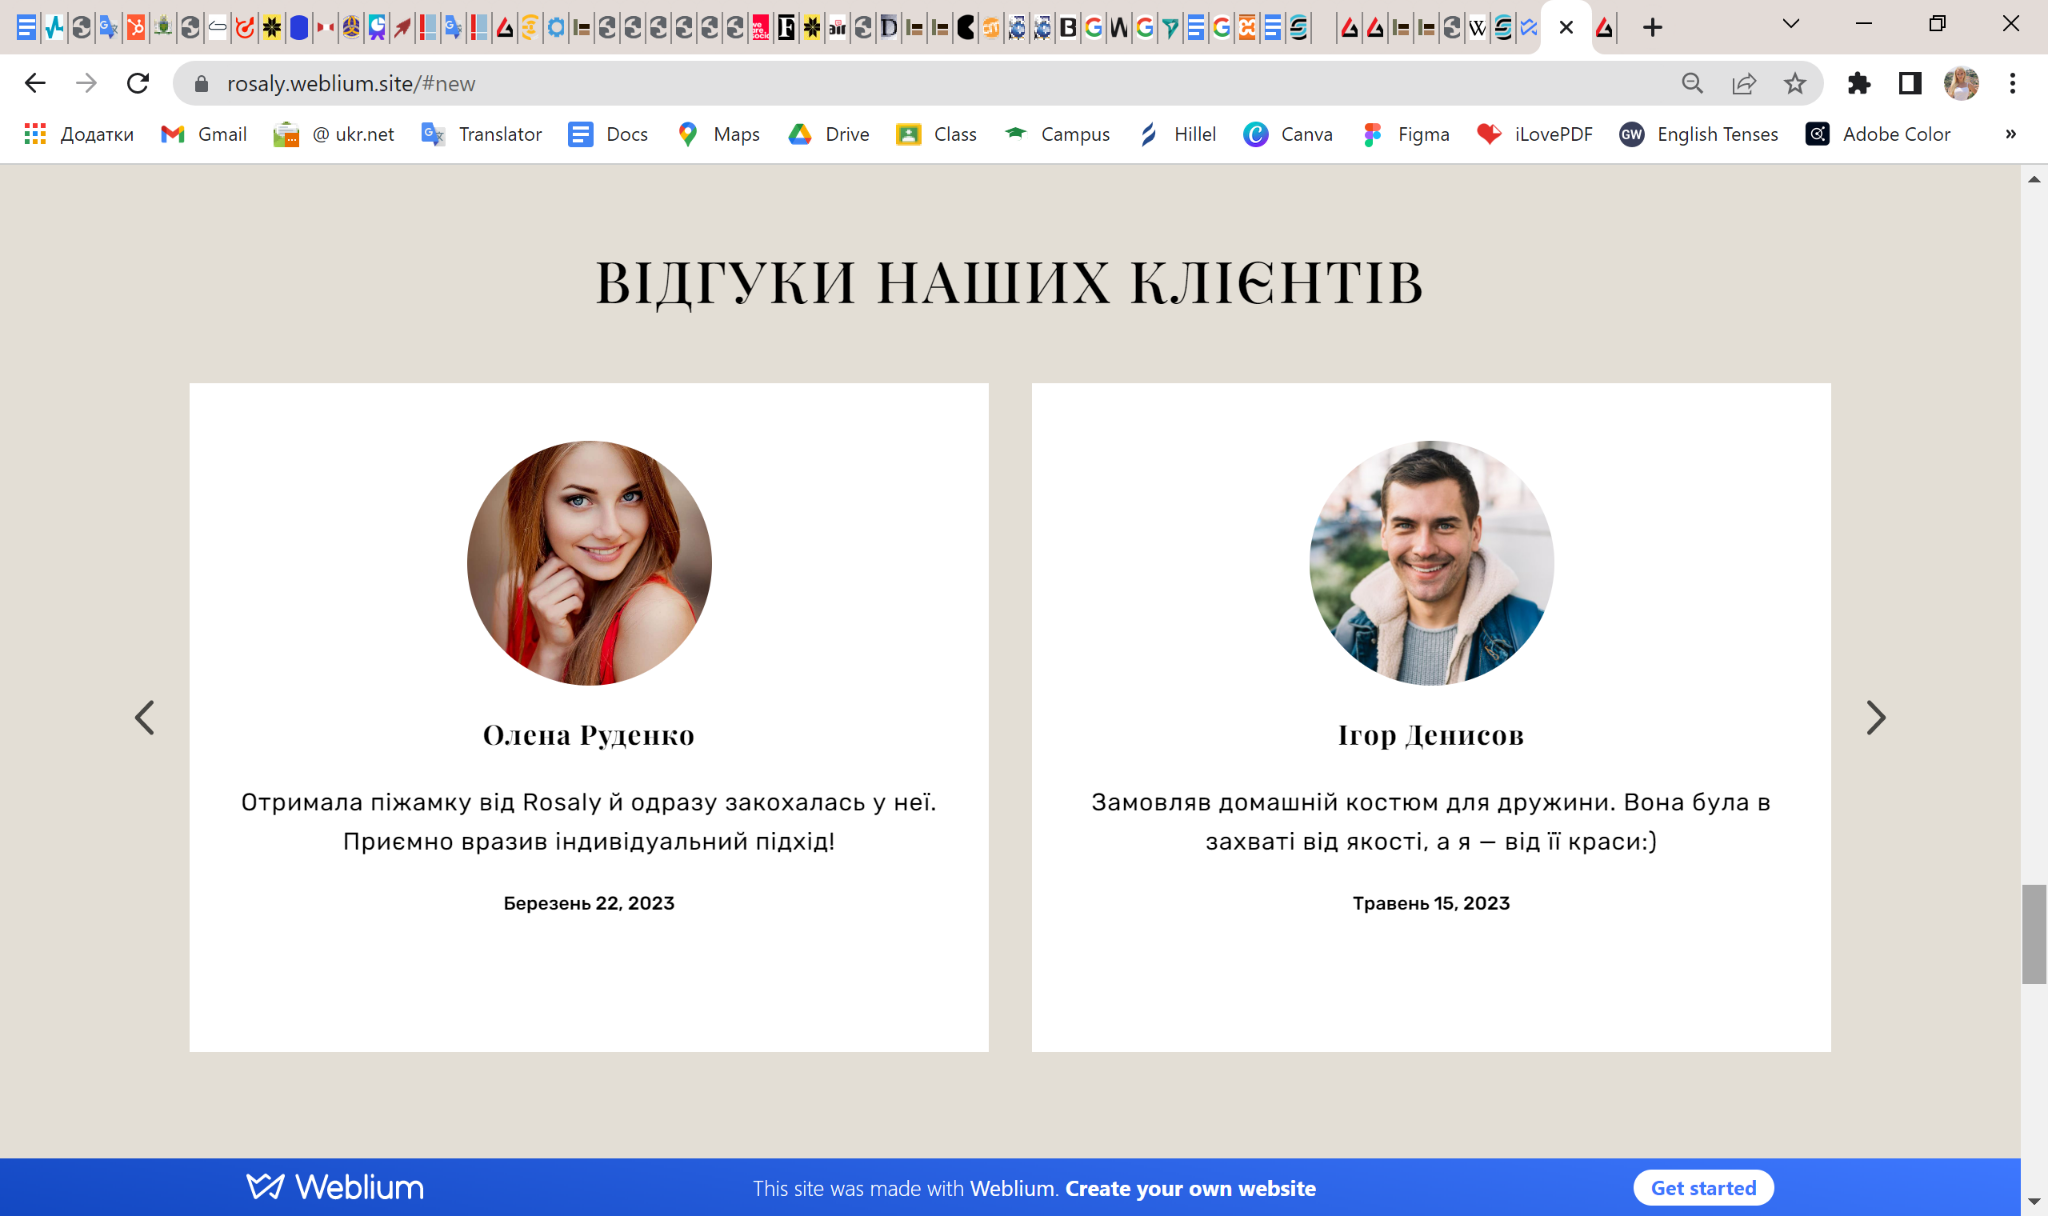 rosaly.weblium.site/#new
Додатки
Gmail
@ ukr.net
Translator
Docs
Maps
Drive
Class
Campus
Hillel
Canva
Figma
iLovePDF
GW
English Tenses
Adobe Color
»
ВІДГУКИ НАШИХ КЛІЄНТІВ
Олена Руденко
Отримала піжамку від Rosaly й одразу закохалась у неї.
Приємно вразив індивідуальний підхід!
Березень 22, 2023
Ігор Денисов
Замовляв домашній костюм для дружини. Вона була в
захваті від якості, а я – від її краси:)
Травень 15, 2023
Weblium
This site was made with Weblium. Create your own website
Get started